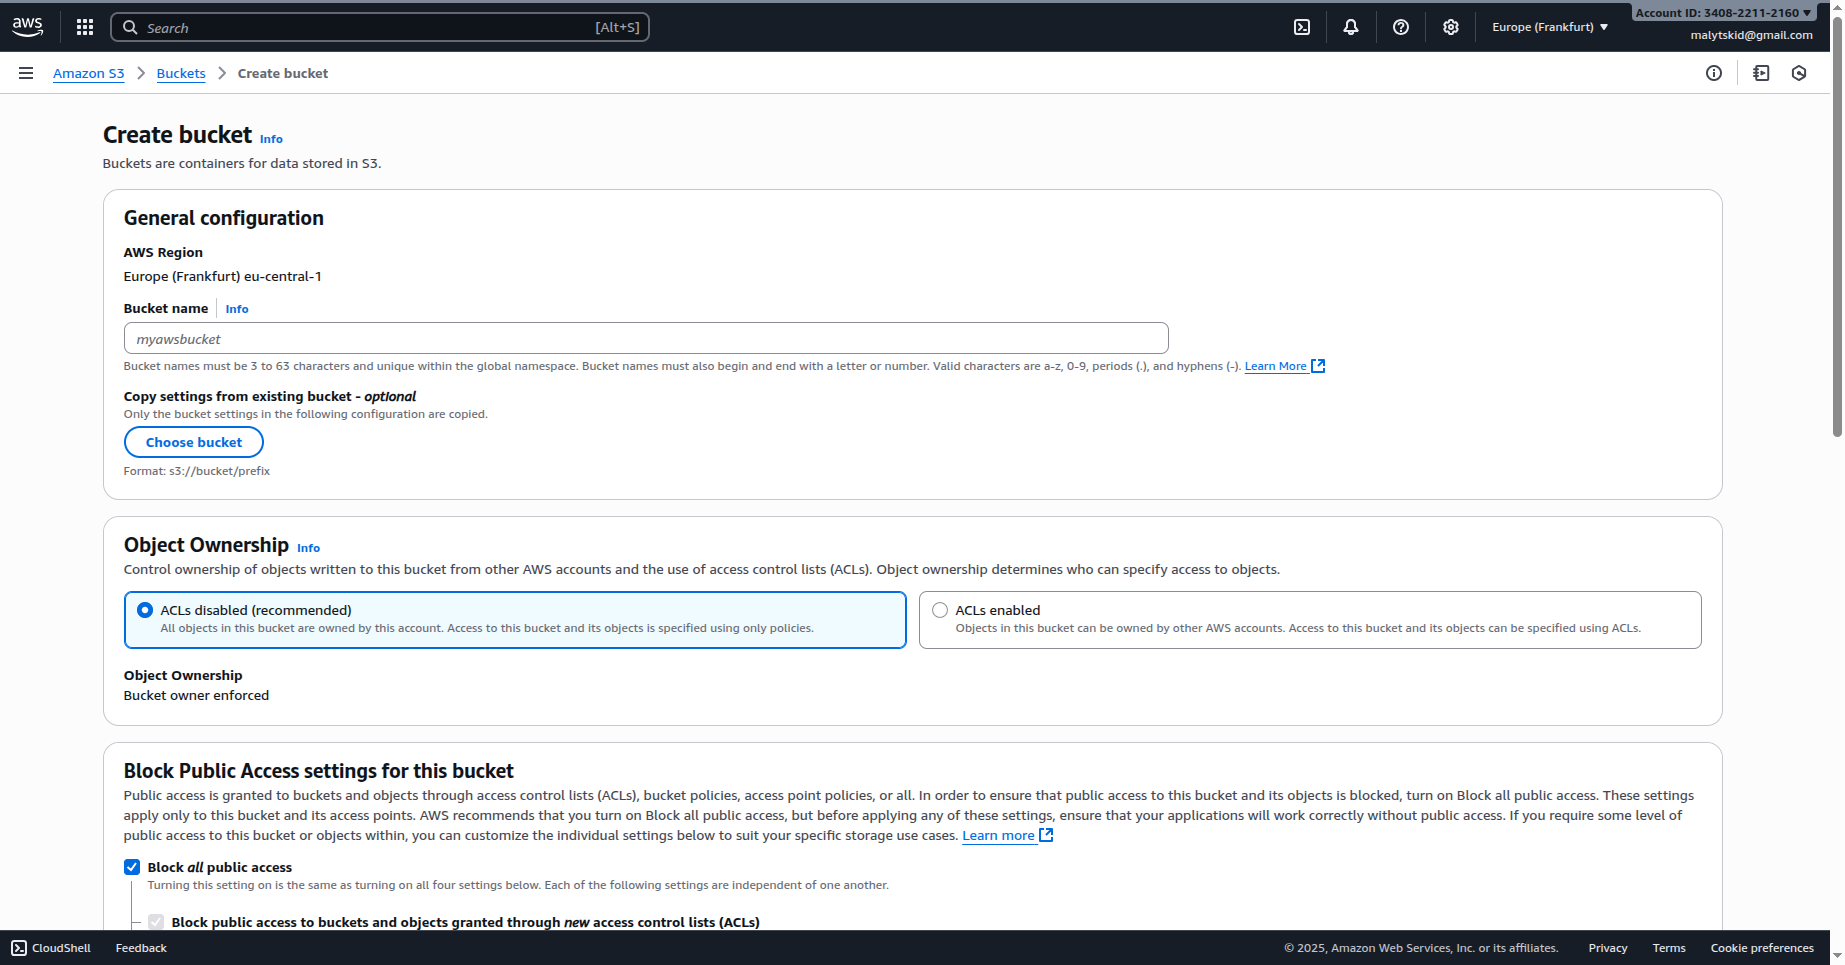 aws
Search [Alt+S]
Europe (Frankfurt)
Account ID: 3408-2211-2160
malytskid@gmail.com
Amazon S3 Buckets Create bucket
Create bucket Info
Buckets are containers for data stored in S3.
General configuration
AWS Region
Europe (Frankfurt) eu-central-1
Bucket name Info
myawsbucket
Bucket names must be 3 to 63 characters and unique within the global namespace. Bucket names must also begin and end with a letter or number. Valid characters are a-z, 0-9, periods (.), and hyphens (-). Learn More
Copy settings from existing bucket - optional
Only the bucket settings in the following configuration are copied.
Choose bucket
Format: s3://bucket/prefix
Object Ownership Info
Control ownership of objects written to this bucket from other AWS accounts and the use of access control lists (ACLs). Object ownership determines who can specify access to objects.
ACLs disabled (recommended)
All objects in this bucket are owned by this account. Access to this bucket and its objects is specified using only policies.
ACLs enabled
Objects in this bucket can be owned by other AWS accounts. Access to this bucket and its objects can be specified using ACLs.
Object Ownership
Bucket owner enforced
Block Public Access settings for this bucket
Public access is granted to buckets and objects through access control lists (ACLs), bucket policies, access point policies, or all. In order to ensure that public access to this bucket and its objects is blocked, turn on Block all public access. These settings
apply only to this bucket and its access points. AWS recommends that you turn on Block all public access, but before applying any of these settings, ensure that your applications will work correctly without public access. If you require some level of
public access to this bucket or objects within, you can customize the individual settings below to suit your specific storage use cases. Learn more
Block all public access
Turning this setting on is the same as turning on all four settings below. Each of the following settings are independent of one another.
Block public access to buckets and objects granted through new access control lists (ACLs)
CloudShell Feedback © 2025, Amazon Web Services, Inc. or its affiliates. Privacy Terms Cookie preferences